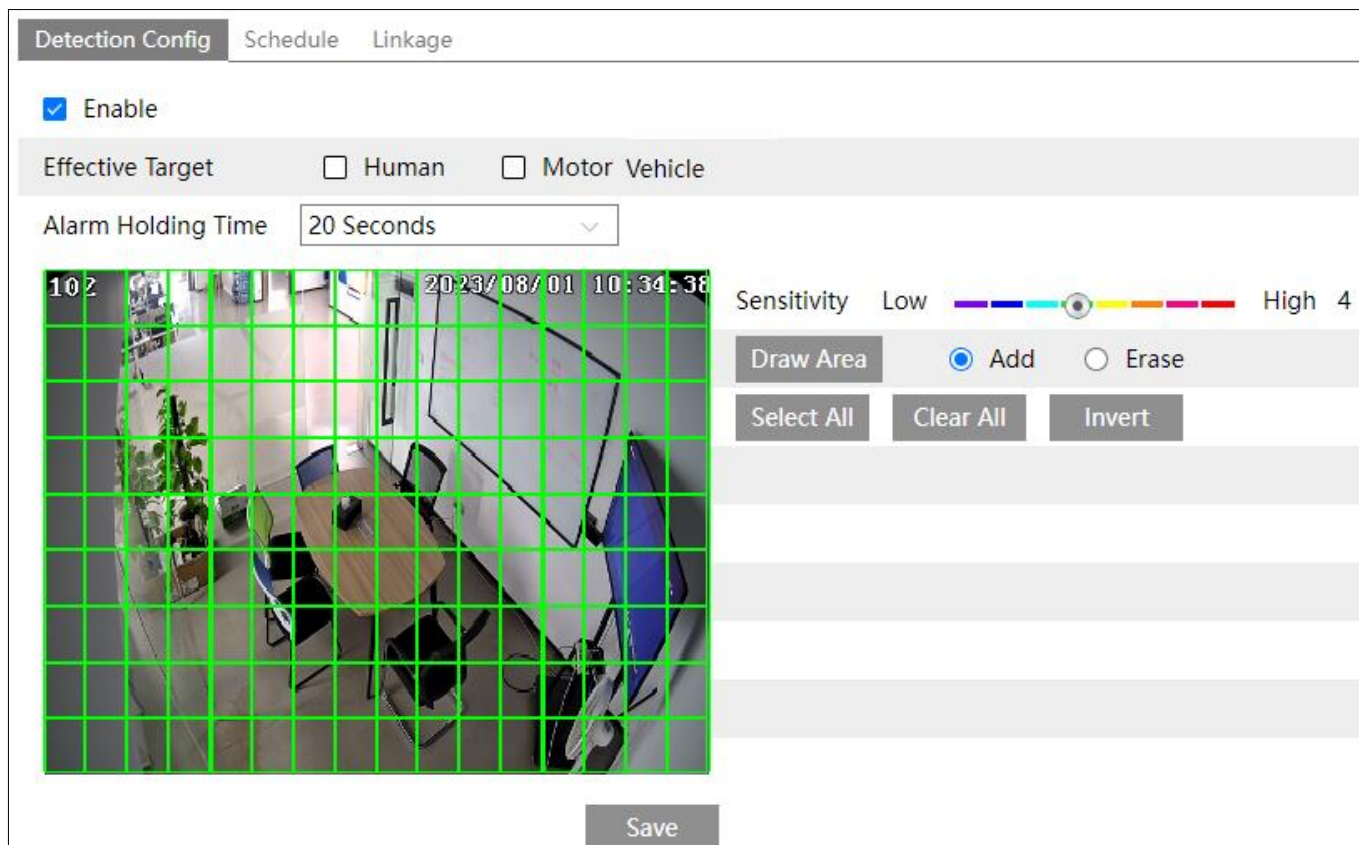 Detection Config Schedule Linkage
Enable
Effective Target Human Motor Vehicle
Alarm Holding Time 20 Seconds
102 2023/08/01 10:34:38
Sensitivity Low High 4
Draw Area Add Erase
Select All Clear All Invert
Save